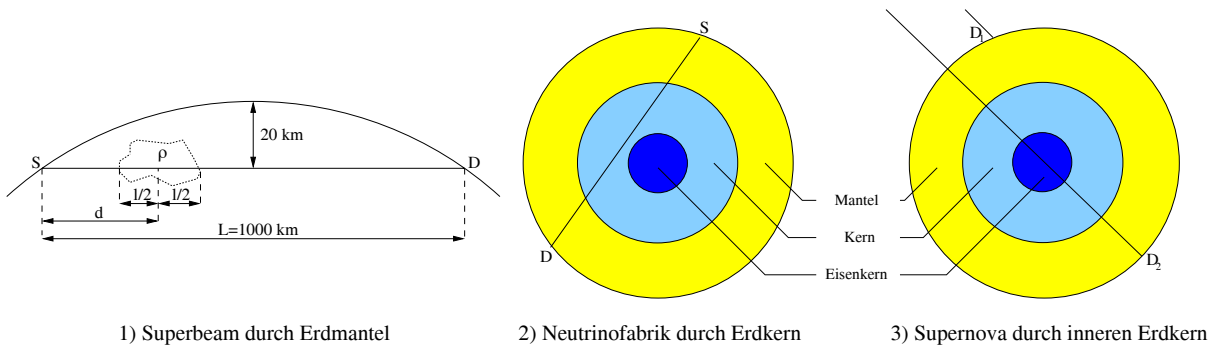 S
20 km
ρ
D
l/2
l/2
d
L=1000 km
1) Superbeam durch Erdmantel
S
D
2) Neutrinofabrik durch Erdkern
Mantel
Kern
Eisenkern
D1
D2
3) Supernova durch inneren Erdkern